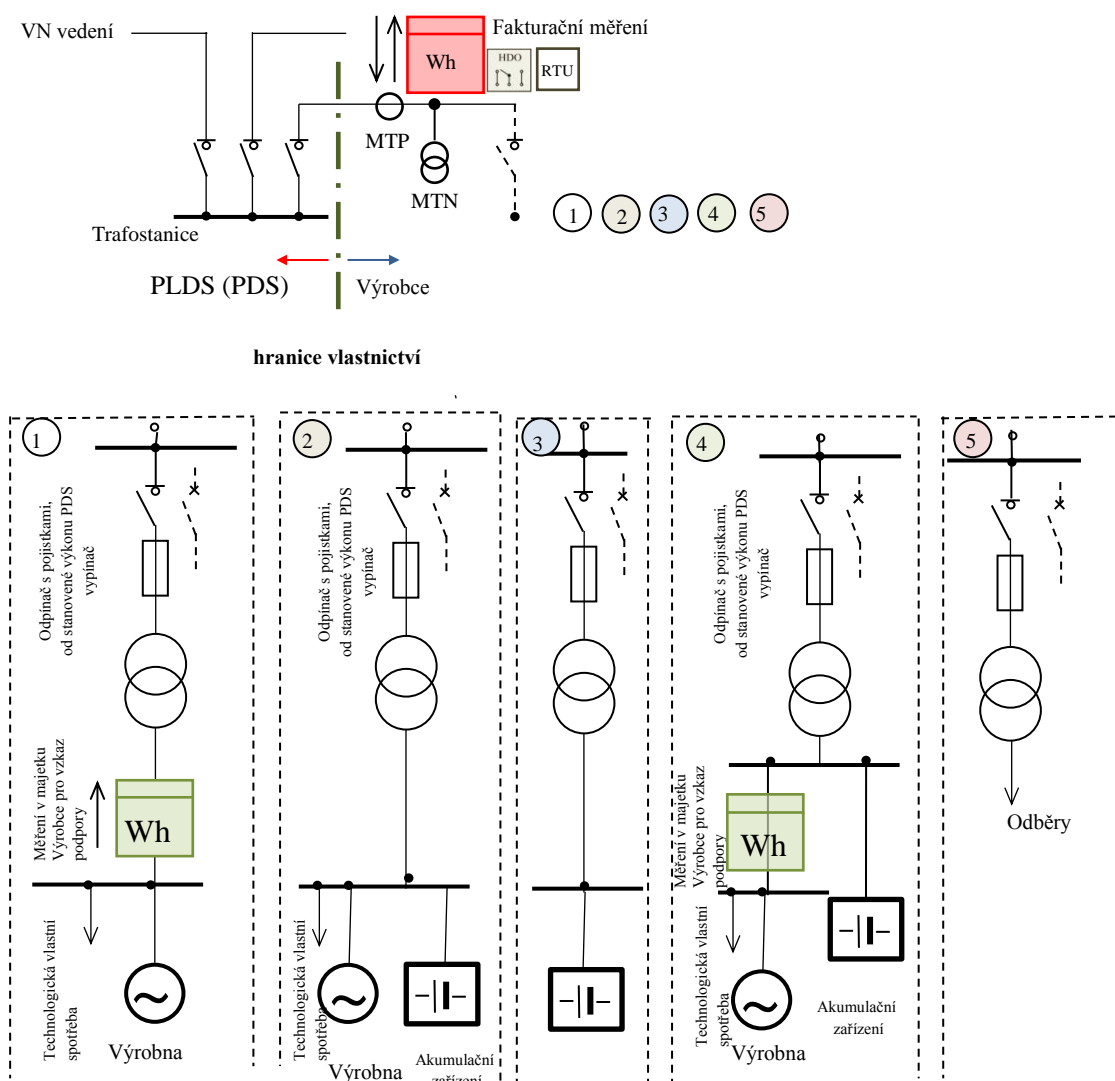 VN vedení
Fakturační měření
Wh
HDO
RTU
MTP
MTN
Trafostanice
1
2
3
4
5
PLDS (PDS)
Výrobce
hranice vlastnictví
1
Odpínač s pojistkami,
od stanovené výkonu PDS
vypínač
Měření v majetku
Výrobce pro vzkaz
podpory
Wh
Technologická vlastní
spotřeba
Výrobna
2
Odpínač s pojistkami,
od stanovené výkonu PDS
vypínač
Technologická vlastní
spotřeba
Výrobna
Akumulační
zařízení
3
4
Odpínač s pojistkami,
od stanovené výkonu PDS
vypínač
Měření v majetku
Výrobce pro vzkaz
podpory
Wh
Technologická vlastní
spotřeba
Výrobna
Akumulační
zařízení
5
Odběry